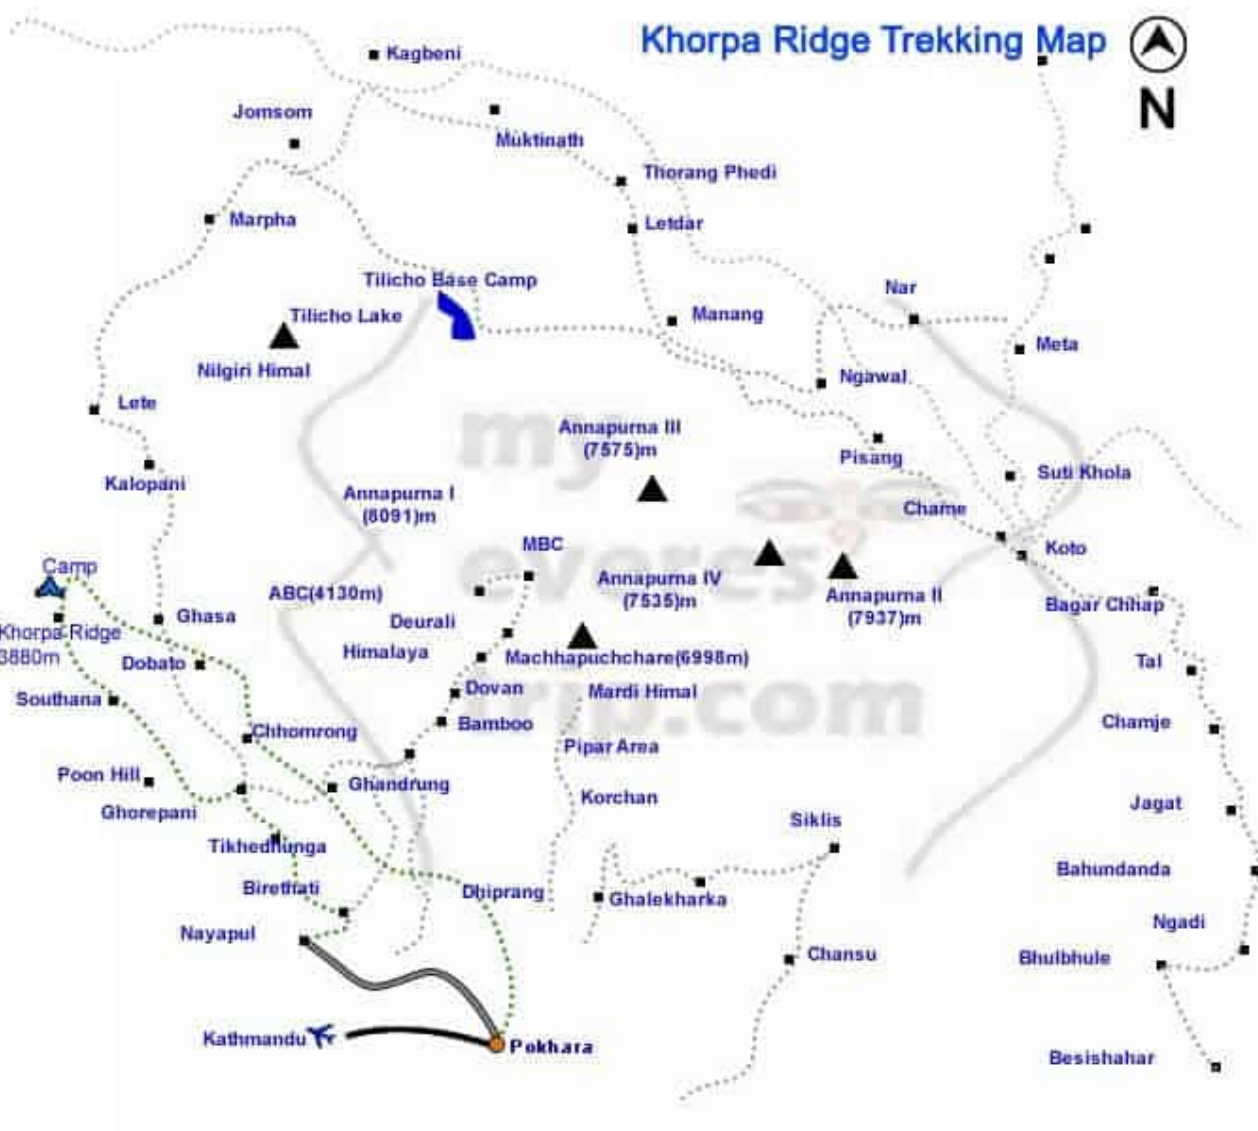 Khorpa Ridge Trekking Map
N
Kagbeni
Jomsom
Muktinath
Thorang Phedi
Marpha
Letdar
Tilicho Base Camp
Nar
Tilicho Lake
Manang
Meta
Nilgiri Himal
Ngawal
Lete
my
Annapurna III
(7575)m
Pisang
Suti Khola
Kalopani
Annapurna I
(8091)m
Chame
MBC
everes
Koto
Camp
Annapurna IV
(7535)m
ABC(4130m)
Annapurna II
(7937)m
Bagar Chhap
Ghasa
Deurali
Khorpa Ridge
3880m
Himalaya
Machhapuchchare(6998m)
Dobato
Tal
Dovan
Mardi Himal
Southana
trip.com
Bamboo
Chamje
Chhomrong
Pipar Area
Poon Hill
Ghandrung
Korchan
Jagat
Ghorepani
Siklis
Tikhedhunga
Bahundanda
Birethati
Dhiprang
Ghalekharka
Ngadi
Nayapul
Chansu
Bhulbhule
Kathmandu
Pokhara
Besishahar